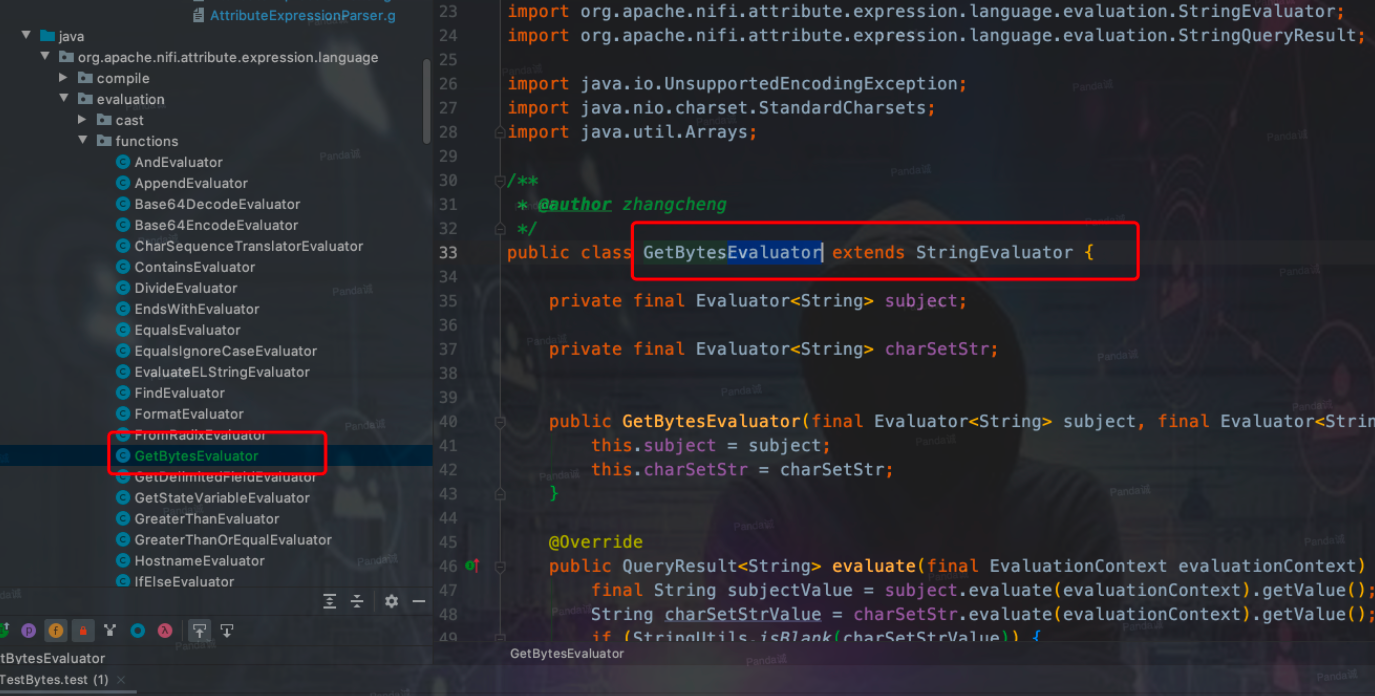 AttributeExpressionParser.g
java
org.apache.nifi.attribute.expression.language
compile
evaluation
cast
functions
AndEvaluator
AppendEvaluator
Base64DecodeEvaluator
Base64EncodeEvaluator
CharSequenceTranslatorEvaluator
ContainsEvaluator
DivideEvaluator
EndsWithEvaluator
EqualsEvaluator
EqualsIgnoreCaseEvaluator
EvaluateELStringEvaluator
FindEvaluator
FormatEvaluator
FromRadixEvaluator
GetBytesEvaluator
GetDelimitedFieldEvaluator
GetStateVariableEvaluator
GreaterThanEvaluator
GreaterThanOrEqualEvaluator
HostnameEvaluator
IfElseEvaluator
tBytesEvaluator
TestBytes.test (1) ×
23 import org.apache.nifi.attribute.expression.language.evaluation.StringEvaluator;
24 import org.apache.nifi.attribute.expression.language.evaluation.StringQueryResult;
25
26 import java.io.UnsupportedEncodingException;
27 import java.nio.charset.StandardCharsets;
28 import java.util.Arrays;
29
30 /**
31 * @author zhangcheng
32 */
33 public class GetBytesEvaluator extends StringEvaluator {
34
35 private final Evaluator<String> subject;
36
37 private final Evaluator<String> charSetStr;
38
39
40 public GetBytesEvaluator(final Evaluator<String> subject, final Evaluator<Strin
41 this.subject = subject;
42 this.charSetStr = charSetStr;
43 }
44
45 @Override
46 public QueryResult<String> evaluate(final EvaluationContext evaluationContext)
47 final String subjectValue = subject.evaluate(evaluationContext).getValue();
48 String charSetStrValue = charSetStr.evaluate(evaluationContext).getValue();
49 if (StringUtils.isBlank(charSetStrValue)) {
GetBytesEvaluator